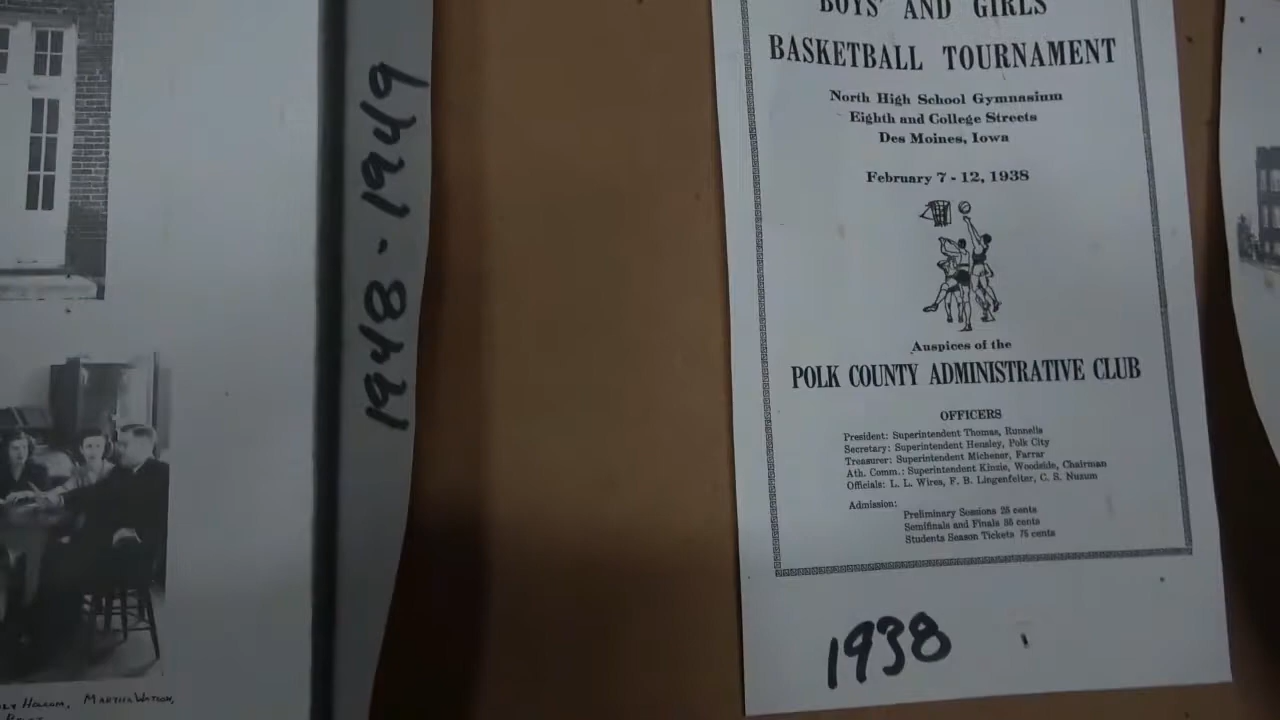 1948 - 1949
BOYS' AND GIRLS'
BASKETBALL TOURNAMENT
North High School Gymnasium
Eighth and College Streets
Des Moines, Iowa
February 7 - 12, 1938
Auspices of the
POLK COUNTY ADMINISTRATIVE CLUB
OFFICERS
President: Superintendent Thomas, Runnells
Secretary: Superintendent Hensley, Polk City
Treasurer: Superintendent Michener, Farrar
Ath. Comm.: Superintendent Kinzie, Woodside, Chairman
Officials: L. L. Wires, F. B. Lingenfelter, C. S. Nuzum
Admission:
Preliminary Sessions 25 cents
Semifinals and Finals 35 cents
Students Season Tickets 75 cents
1938
Holcom, Martha Watson,